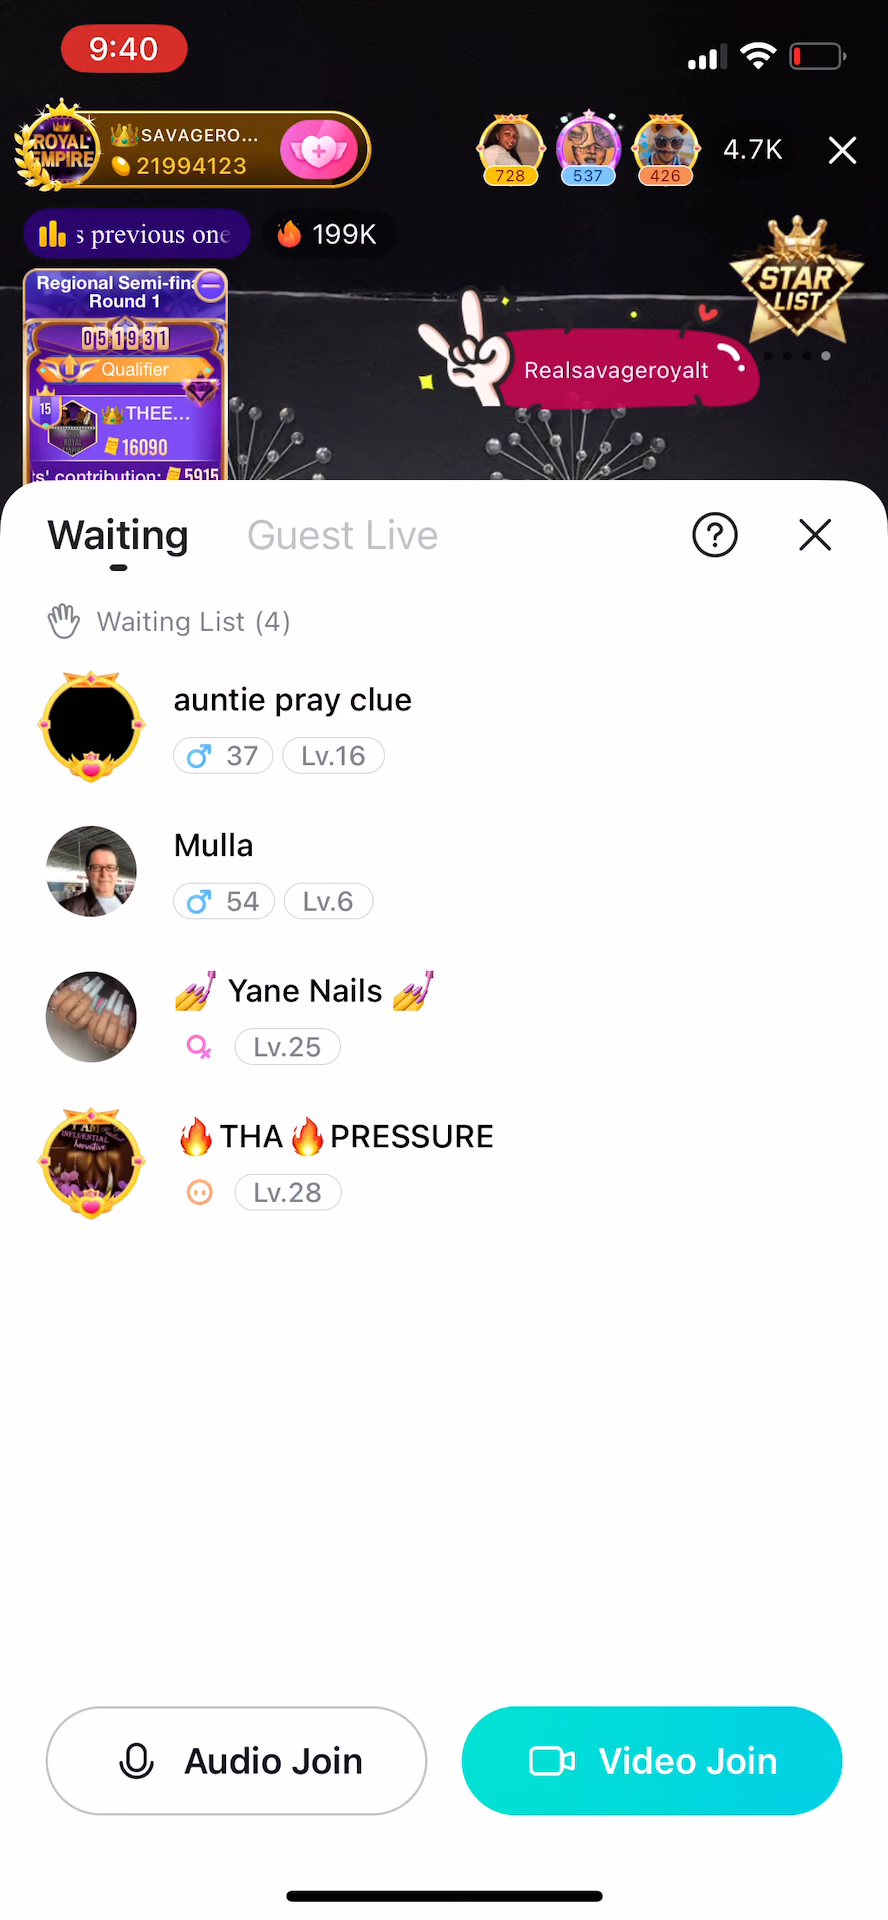 9:40
ROYAL EMPIRE
👑SAVAGERO...
21994123
728
537
426
4.7K
s previous one
199K
STAR LIST
Regional Semi-fina
Round 1
05:19:31
Qualifier
15
👑THEE...
16090
s' contribution: 5915
Realsavageroyalt
Waiting
Guest Live
Waiting List (4)
auntie pray clue
37 Lv.16
Mulla
54 Lv.6
💅 Yane Nails 💅
Lv.25
🔥THA🔥PRESSURE
Lv.28
Audio Join
Video Join